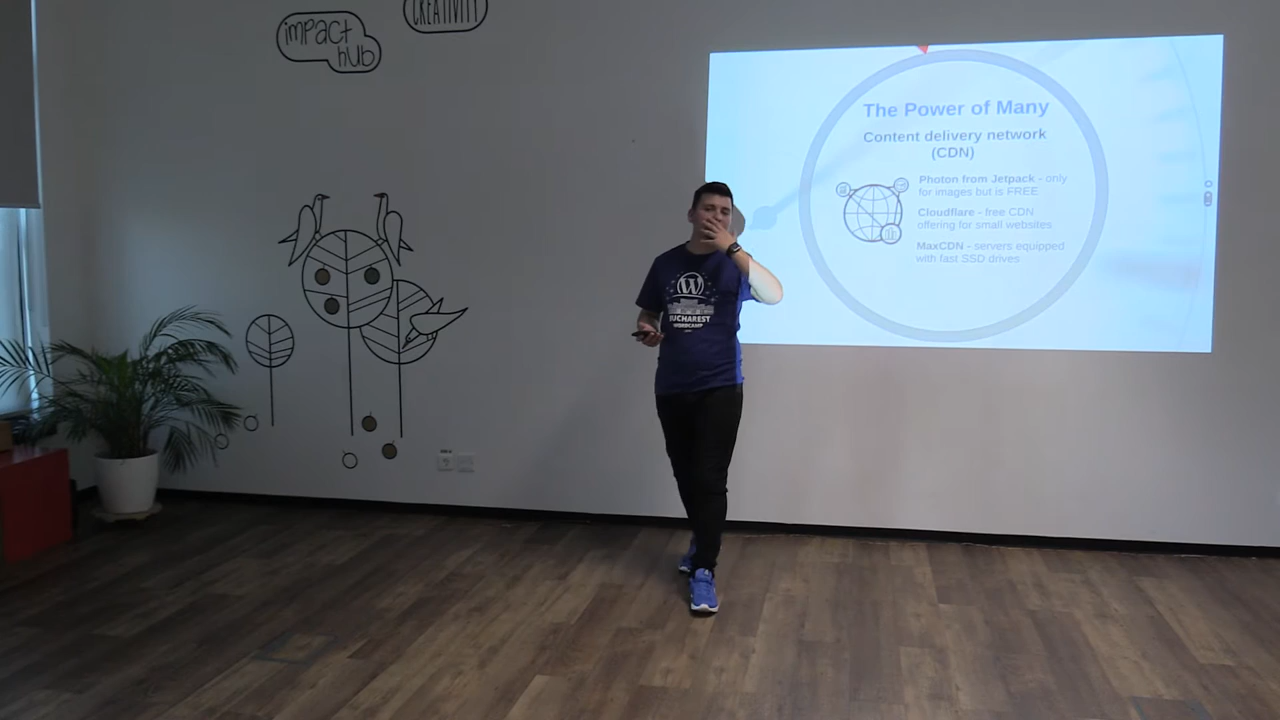 CREATIVITY
impact
hub
The Power of Many
Content delivery network
(CDN)
Photon from Jetpack - only
for images but is FREE
Cloudflare - free CDN
offering for small websites
MaxCDN - servers equipped
with fast SSD drives
W
BUCHAREST
WORDCAMP